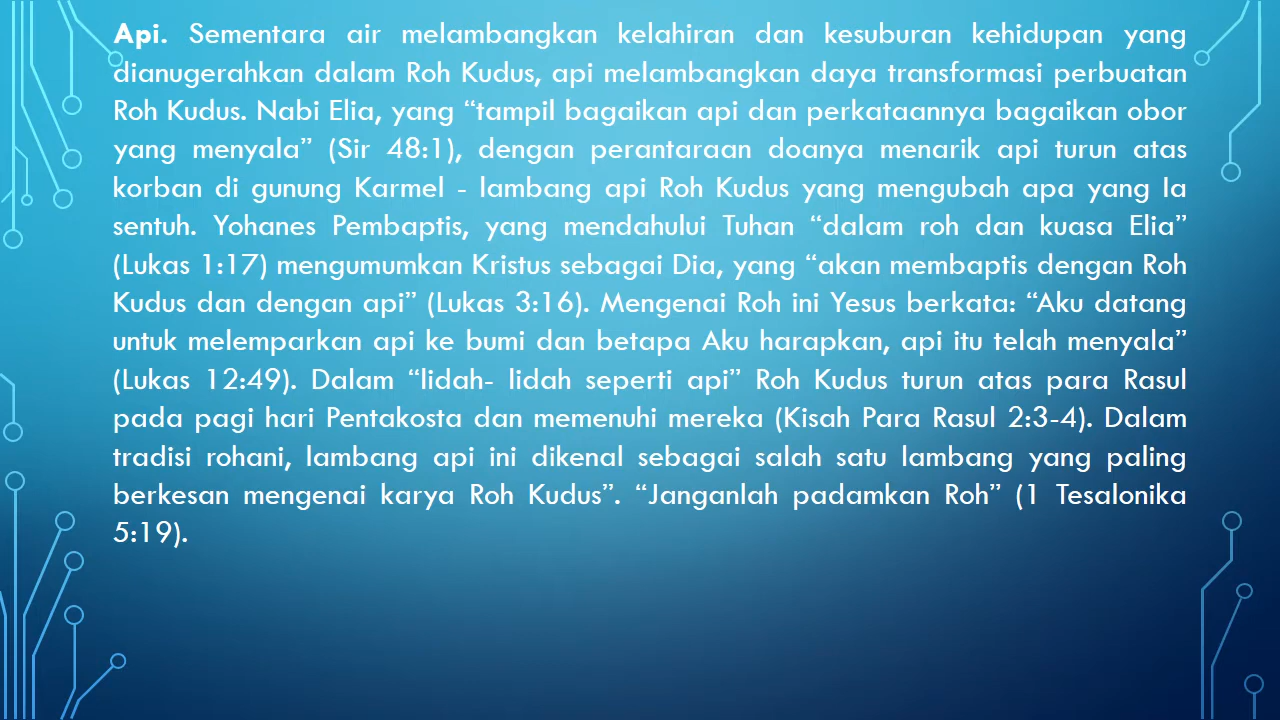 Api. Sementara air melambangkan kelahiran dan kesuburan kehidupan yang
dianugerahkan dalam Roh Kudus, api melambangkan daya transformasi perbuatan
Roh Kudus. Nabi Elia, yang “tampil bagaikan api dan perkataannya bagaikan obor
yang menyala” (Sir 48:1), dengan perantaraan doanya menarik api turun atas
korban di gunung Karmel - lambang api Roh Kudus yang mengubah apa yang Ia
sentuh. Yohanes Pembaptis, yang mendahului Tuhan “dalam roh dan kuasa Elia”
(Lukas 1:17) mengumumkan Kristus sebagai Dia, yang “akan membaptis dengan Roh
Kudus dan dengan api” (Lukas 3:16). Mengenai Roh ini Yesus berkata: “Aku datang
untuk melemparkan api ke bumi dan betapa Aku harapkan, api itu telah menyala”
(Lukas 12:49). Dalam “lidah- lidah seperti api” Roh Kudus turun atas para Rasul
pada pagi hari Pentakosta dan memenuhi mereka (Kisah Para Rasul 2:3-4). Dalam
tradisi rohani, lambang api ini dikenal sebagai salah satu lambang yang paling
berkesan mengenai karya Roh Kudus”. “Janganlah padamkan Roh” (1 Tesalonika
5:19).